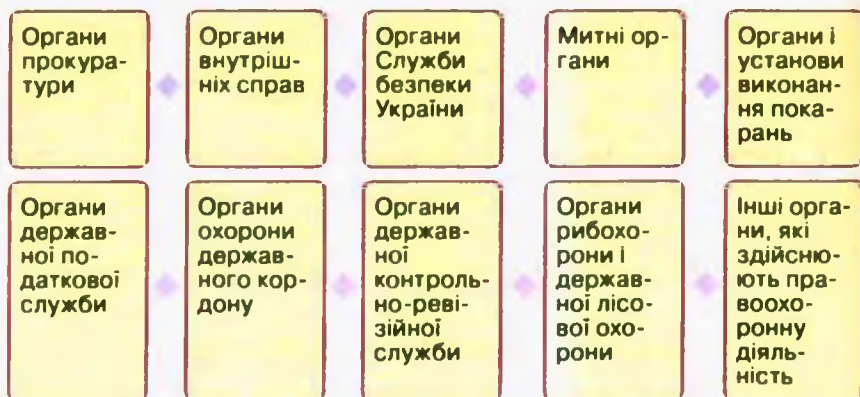 Органи
прокура-
тури
Органи
внутріш-
ніх справ
Органи
Служби
безпеки
України
Митні ор-
гани
Органи і
установи
виконан-
ня пока-
рань
Органи
держав-
ної по-
даткової
служби
Органи
охорони
держав-
ного кор-
дону
Органи
держав-
ної
контроль-
но-реві-
зійної
служби
Органи
рибохо-
рони і
держав-
ної лісо-
вої охо-
рони
Інші орга-
ни, які
здійсню-
ють пра-
воохо-
ронну
діяль-
ність